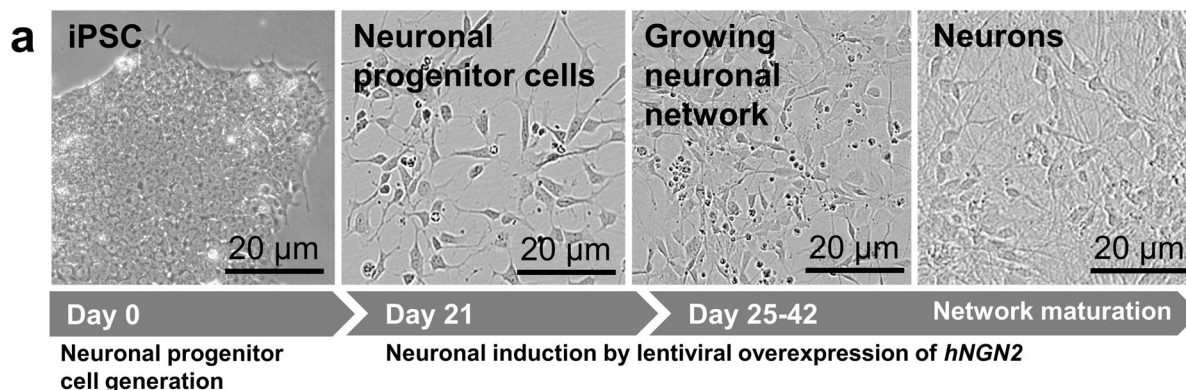 a
iPSC
Neuronal
progenitor cells
Growing
neuronal
network
Neurons
20 µm
20 µm
20 µm
20 µm
Day 0
Day 21
Day 25-42
Network maturation
Neuronal progenitor
cell generation
Neuronal induction by lentiviral overexpression of hNGN2